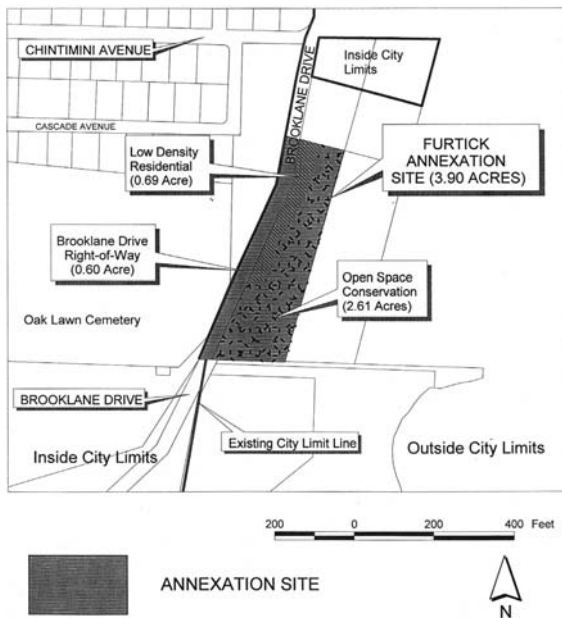 CHINTIMINI AVENUE
BROOKLANE DRIVE
Inside City
Limits
CASCADE AVENUE
Low Density
Residential
(0.69 Acre)
FURTICK
ANNEXATION
SITE (3.90 ACRES)
Brooklane Drive
Right-of-Way
(0.60 Acre)
Open Space
Conservation
(2.61 Acres)
Oak Lawn Cemetery
BROOKLANE DRIVE
Existing City Limit Line
Inside City Limits
Outside City Limits
200 0 200 400 Feet
ANNEXATION SITE
N